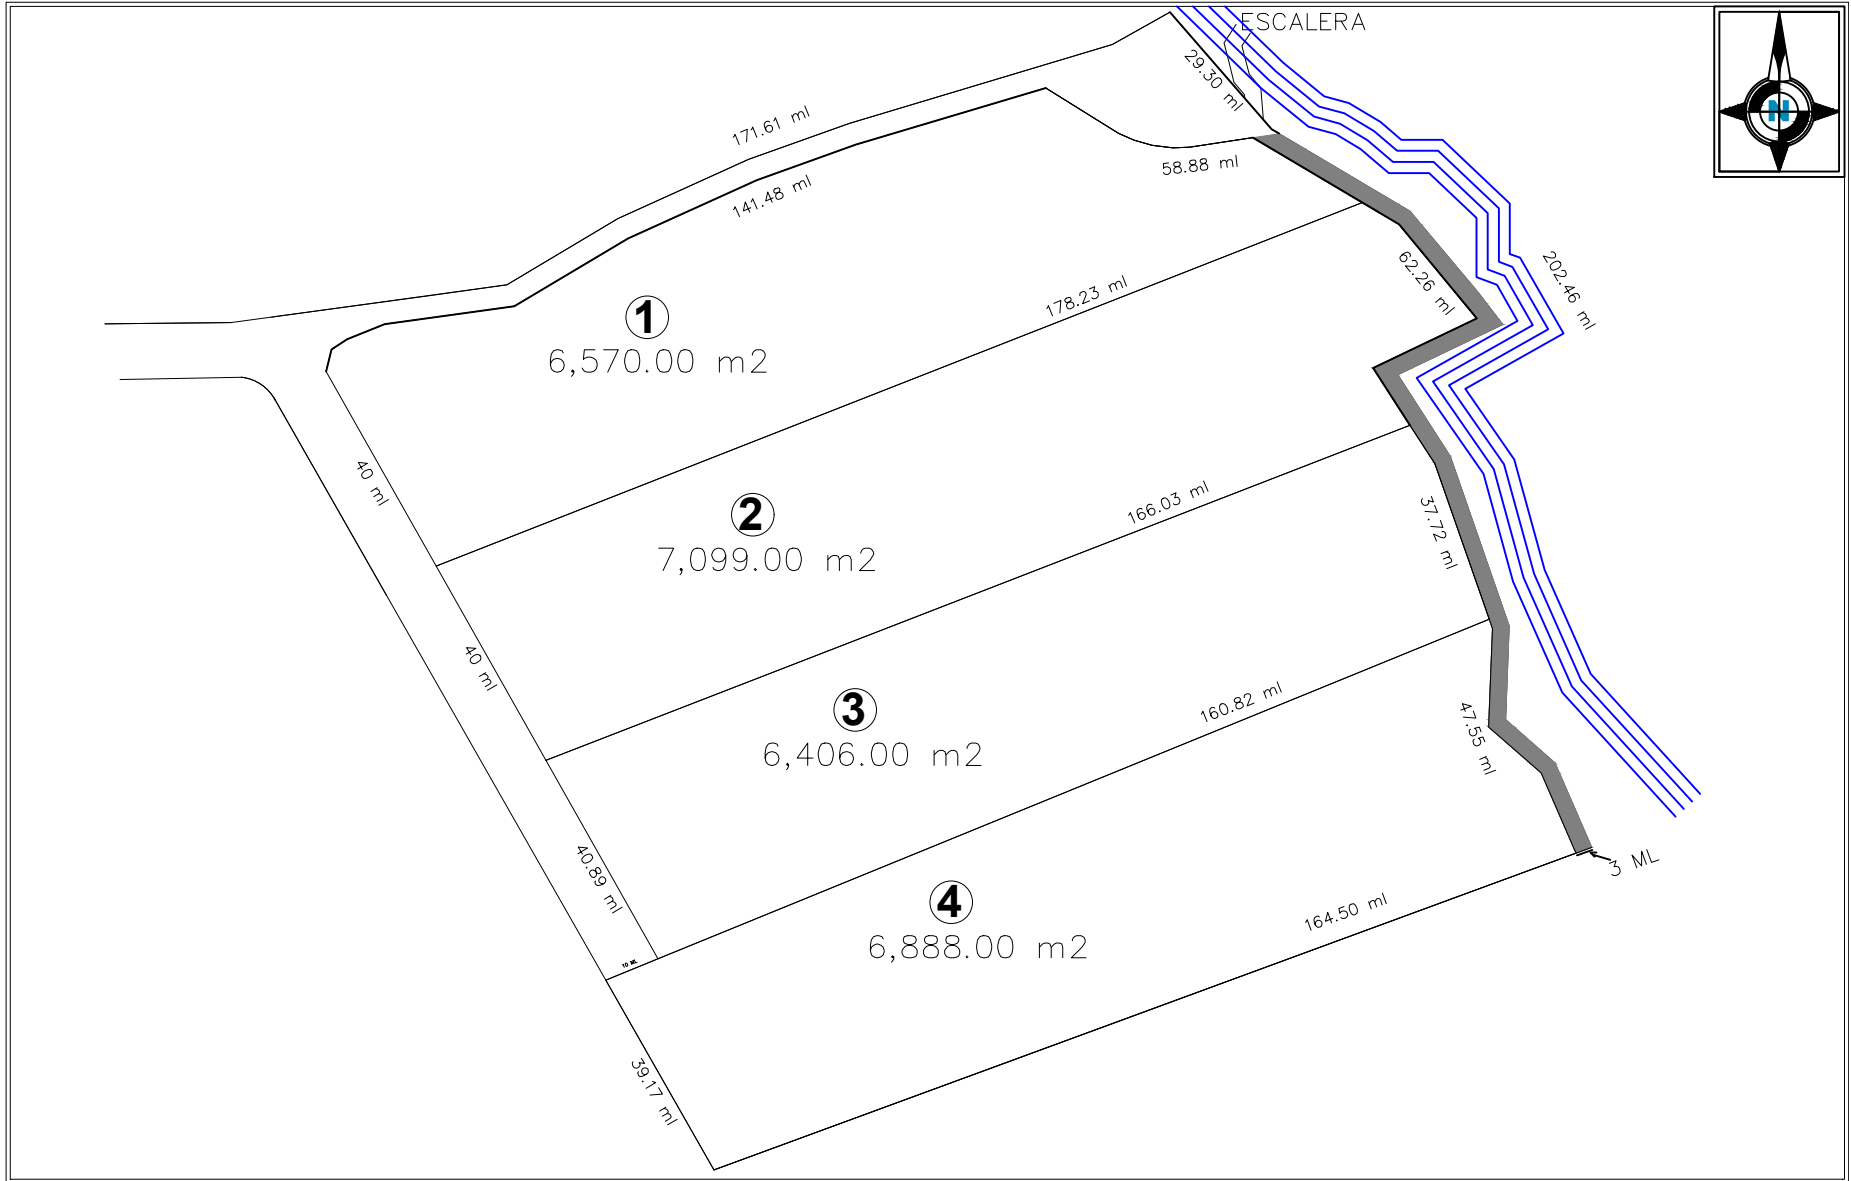 ESCALERA
N
29.30 ml
171.61 ml
58.88 ml
141.48 ml
202.46 ml
62.26 ml
178.23 ml
1
6,570.00 m2
40 ml
166.03 ml
2
7,099.00 m2
37.72 ml
40 ml
160.82 ml
3
6,406.00 m2
47.55 ml
40.89 ml
3 ML
4
6,888.00 m2
164.50 ml
10 ML
39.17 ml